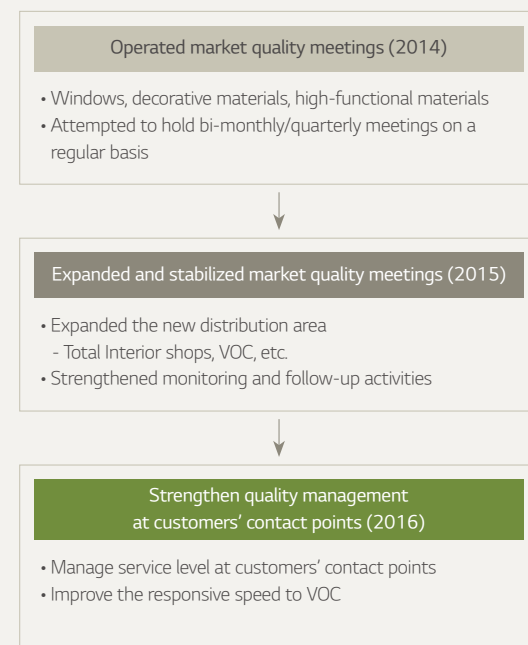 Operated market quality meetings (2014)
• Windows, decorative materials, high-functional materials
• Attempted to hold bi-monthly/quarterly meetings on a
regular basis
Expanded and stabilized market quality meetings (2015)
• Expanded the new distribution area
- Total Interior shops, VOC, etc.
• Strengthened monitoring and follow-up activities
Strengthen quality management
at customers’ contact points (2016)
• Manage service level at customers’ contact points
• Improve the responsive speed to VOC